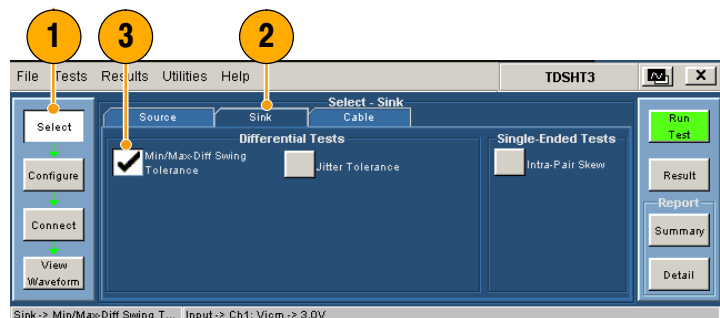 1 3 2
File Tests Results Utilities Help TDSHT3 X
Select - Sink
Source Sink Cable
Select
Configure
Connect
View
Waveform
Differential Tests
Min/Max-Diff Swing
Tolerance
Jitter Tolerance
Single-Ended Tests
Intra-Pair Skew
Run
Test
Result
Report
Summary
Detail
Sink -> Min/Max-Diff Swing T... Input -> Ch1: Vicm -> 3.0V